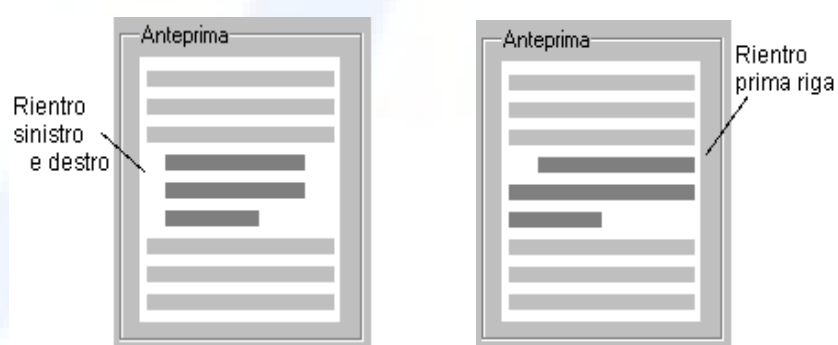 Anteprima
Rientro
sinistro
e destro
Anteprima
Rientro
prima riga